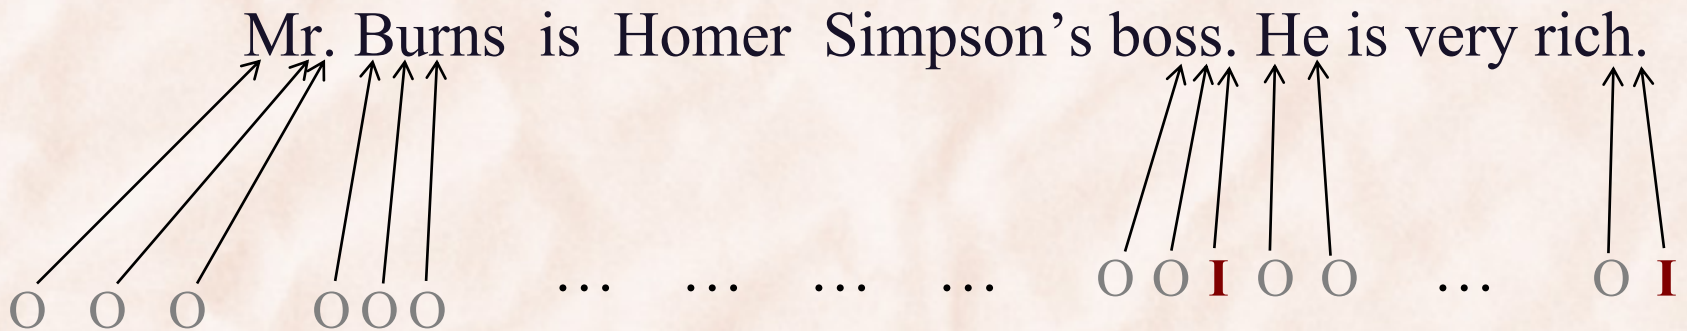 Mr. Burns is Homer Simpson’s boss. He is very rich.
O O O O O O … … … … O O I O O … O I